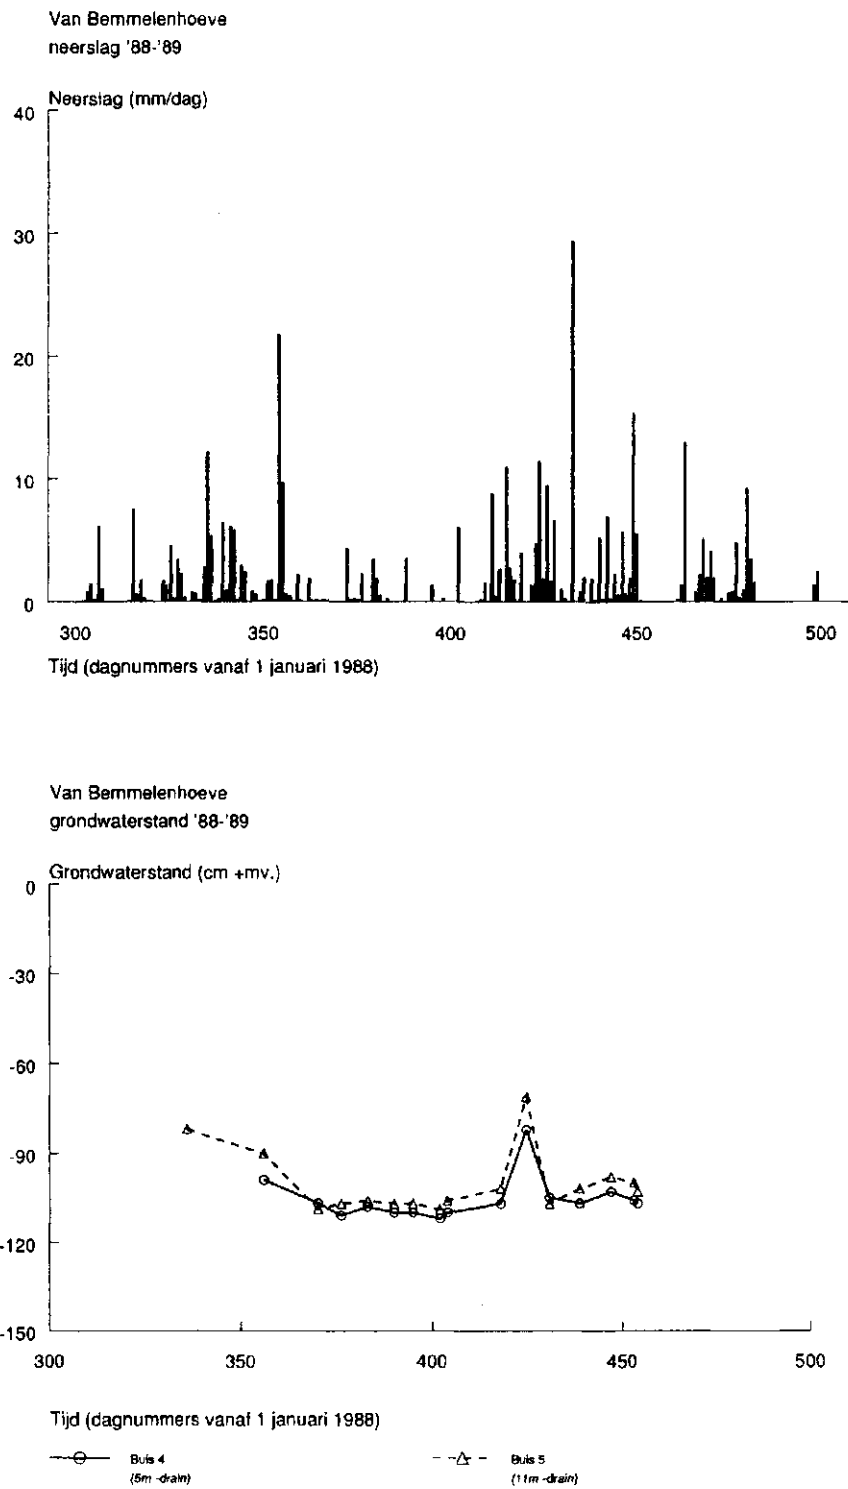 Van Bemmelenhoeve
neerslag '88-'89
Neerslag (mm/dag)
40
30
20
10
0
300 350 400 450 500
Tijd (dagnummers vanaf 1 januari 1988)
Van Bemmelenhoeve
grondwaterstand '88-'89
Grondwaterstand (cm +mv.)
0
-30
-60
-90
-120
-150
300 350 400 450 500
Tijd (dagnummers vanaf 1 januari 1988)
Buis 4 Buis 5
(5m -drain) (11m -drain)